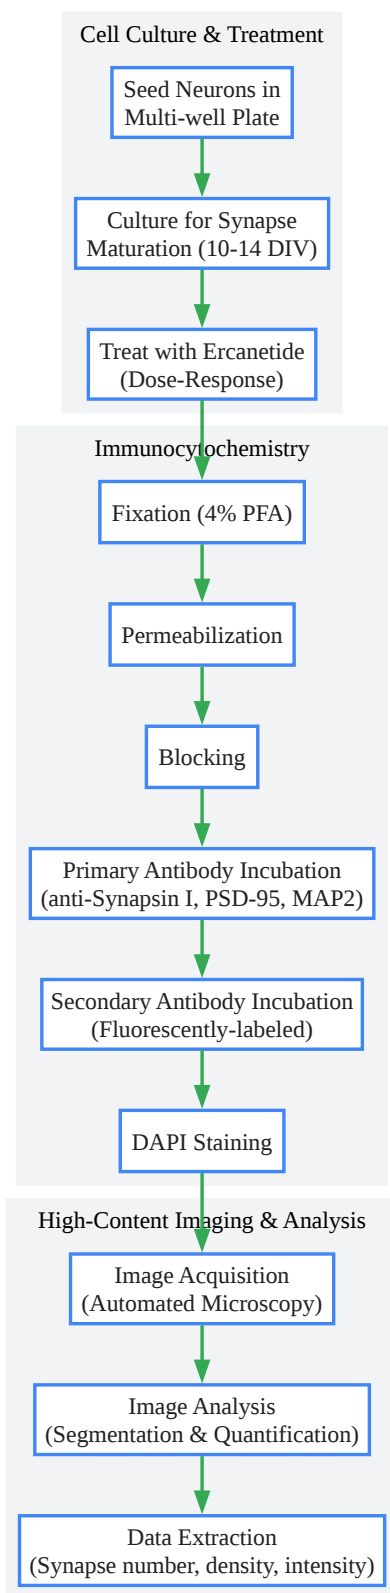 Cell Culture & Treatment
Seed Neurons in
Multi-well Plate
Culture for Synapse
Maturation (10-14 DIV)
Treat with Ercanetide
(Dose-Response)
Immunocytochemistry
Fixation (4% PFA)
Permeabilization
Blocking
Primary Antibody Incubation
(anti-Synapsin I, PSD-95, MAP2)
Secondary Antibody Incubation
(Fluorescently-labeled)
DAPI Staining
High-Content Imaging & Analysis
Image Acquisition
(Automated Microscopy)
Image Analysis
(Segmentation & Quantification)
Data Extraction
(Synapse number, density, intensity)